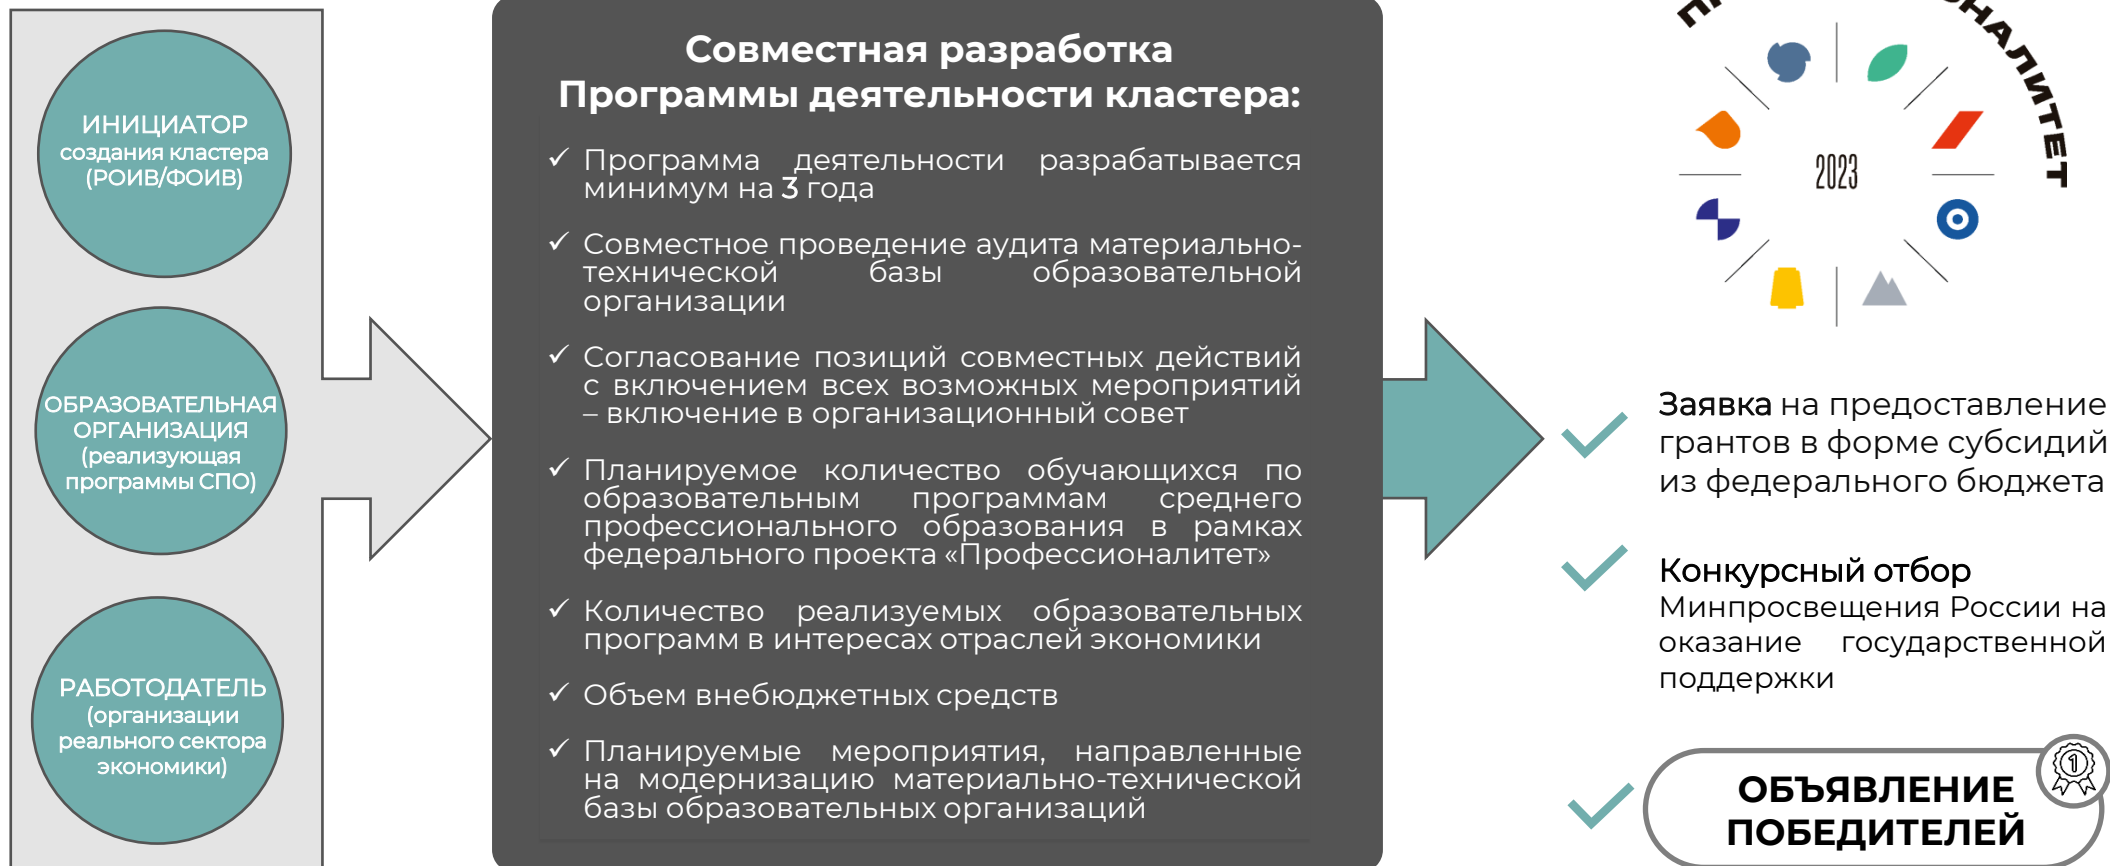 ИНИЦИАТОР
создания кластера
(РОИВ/ФОИВ)
ОБРАЗОВАТЕЛЬНАЯ
ОРГАНИЗАЦИЯ
(реализующая
программы СПО)
РАБОТОДАТЕЛЬ
(организации
реального сектора
экономики)
Совместная разработка
Программы деятельности кластера:
✓ Программа деятельности разрабатывается
минимум на 3 года
✓ Совместное проведение аудита материально-
технической базы образовательной
организации
✓ Согласование позиций совместных действий
с включением всех возможных мероприятий
– включение в организационный совет
✓ Планируемое количество обучающихся по
образовательным программам среднего
профессионального образования в рамках
федерального проекта «Профессионалитет»
✓ Количество реализуемых образовательных
программ в интересах отраслей экономики
✓ Объем внебюджетных средств
✓ Планируемые мероприятия, направленные
на модернизацию материально-технической
базы образовательных организаций
2023
✓ Заявка на предоставление
грантов в форме субсидий
из федерального бюджета
✓ Конкурсный отбор
Минпросвещения России на
оказание государственной
поддержки
✓ ОБЪЯВЛЕНИЕ
ПОБЕДИТЕЛЕЙ
1